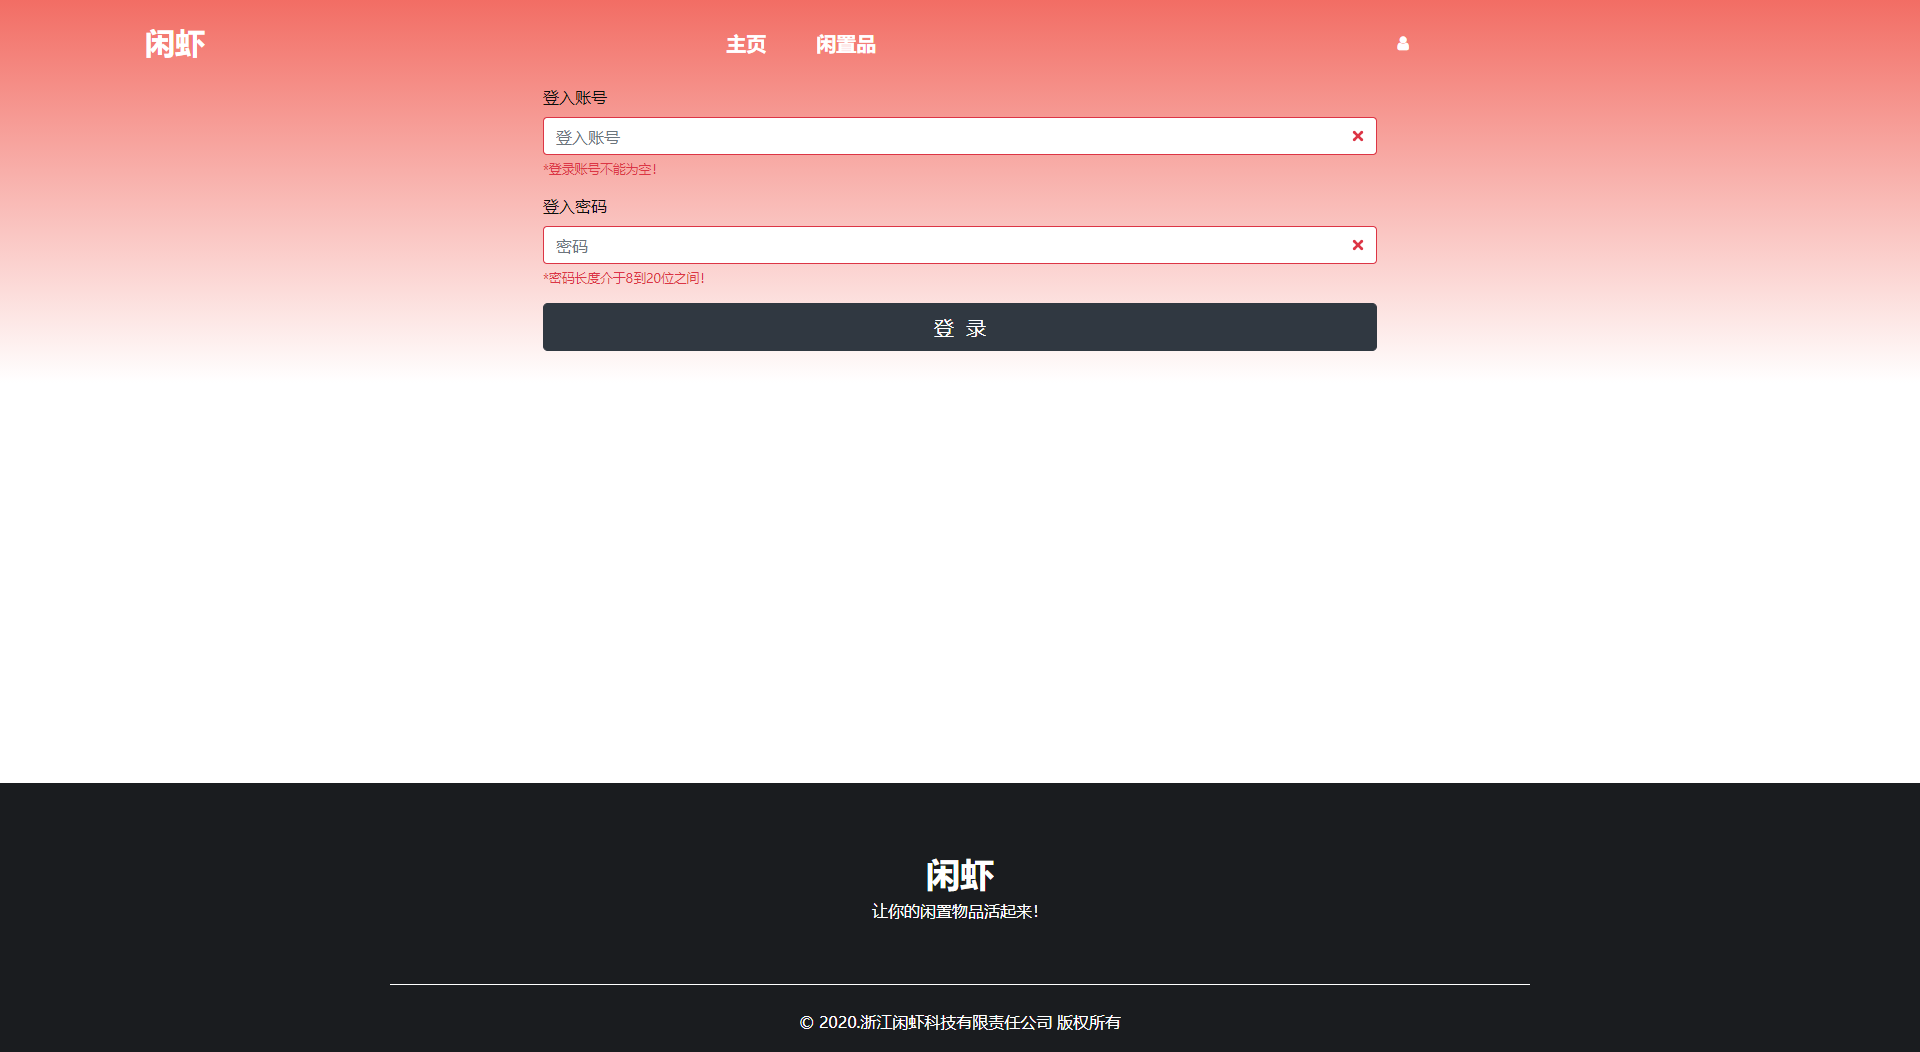 闲虾
主页 闲置品
登入账号
登入账号
*登录账号不能为空!
登入密码
密码
*密码长度介于8到20位之间!
登 录
闲虾
让你的闲置物品活起来!
© 2020.浙江闲虾科技有限责任公司 版权所有